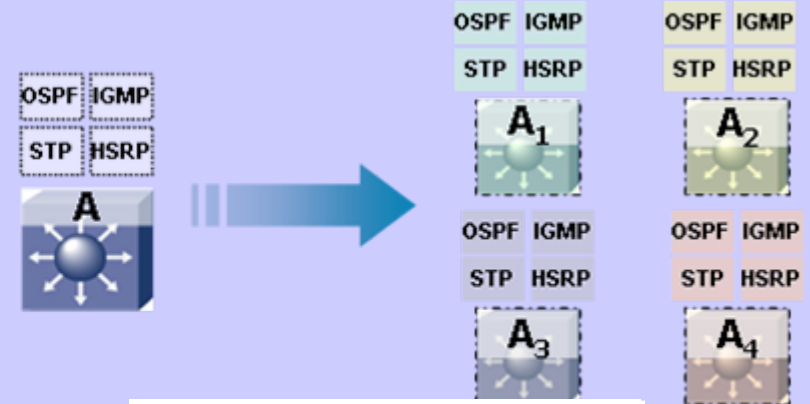 OSPF IGMP
STP HSRP
A
OSPF IGMP
STP HSRP
A1
OSPF IGMP
STP HSRP
A2
OSPF IGMP
STP HSRP
A3
OSPF IGMP
STP HSRP
A4